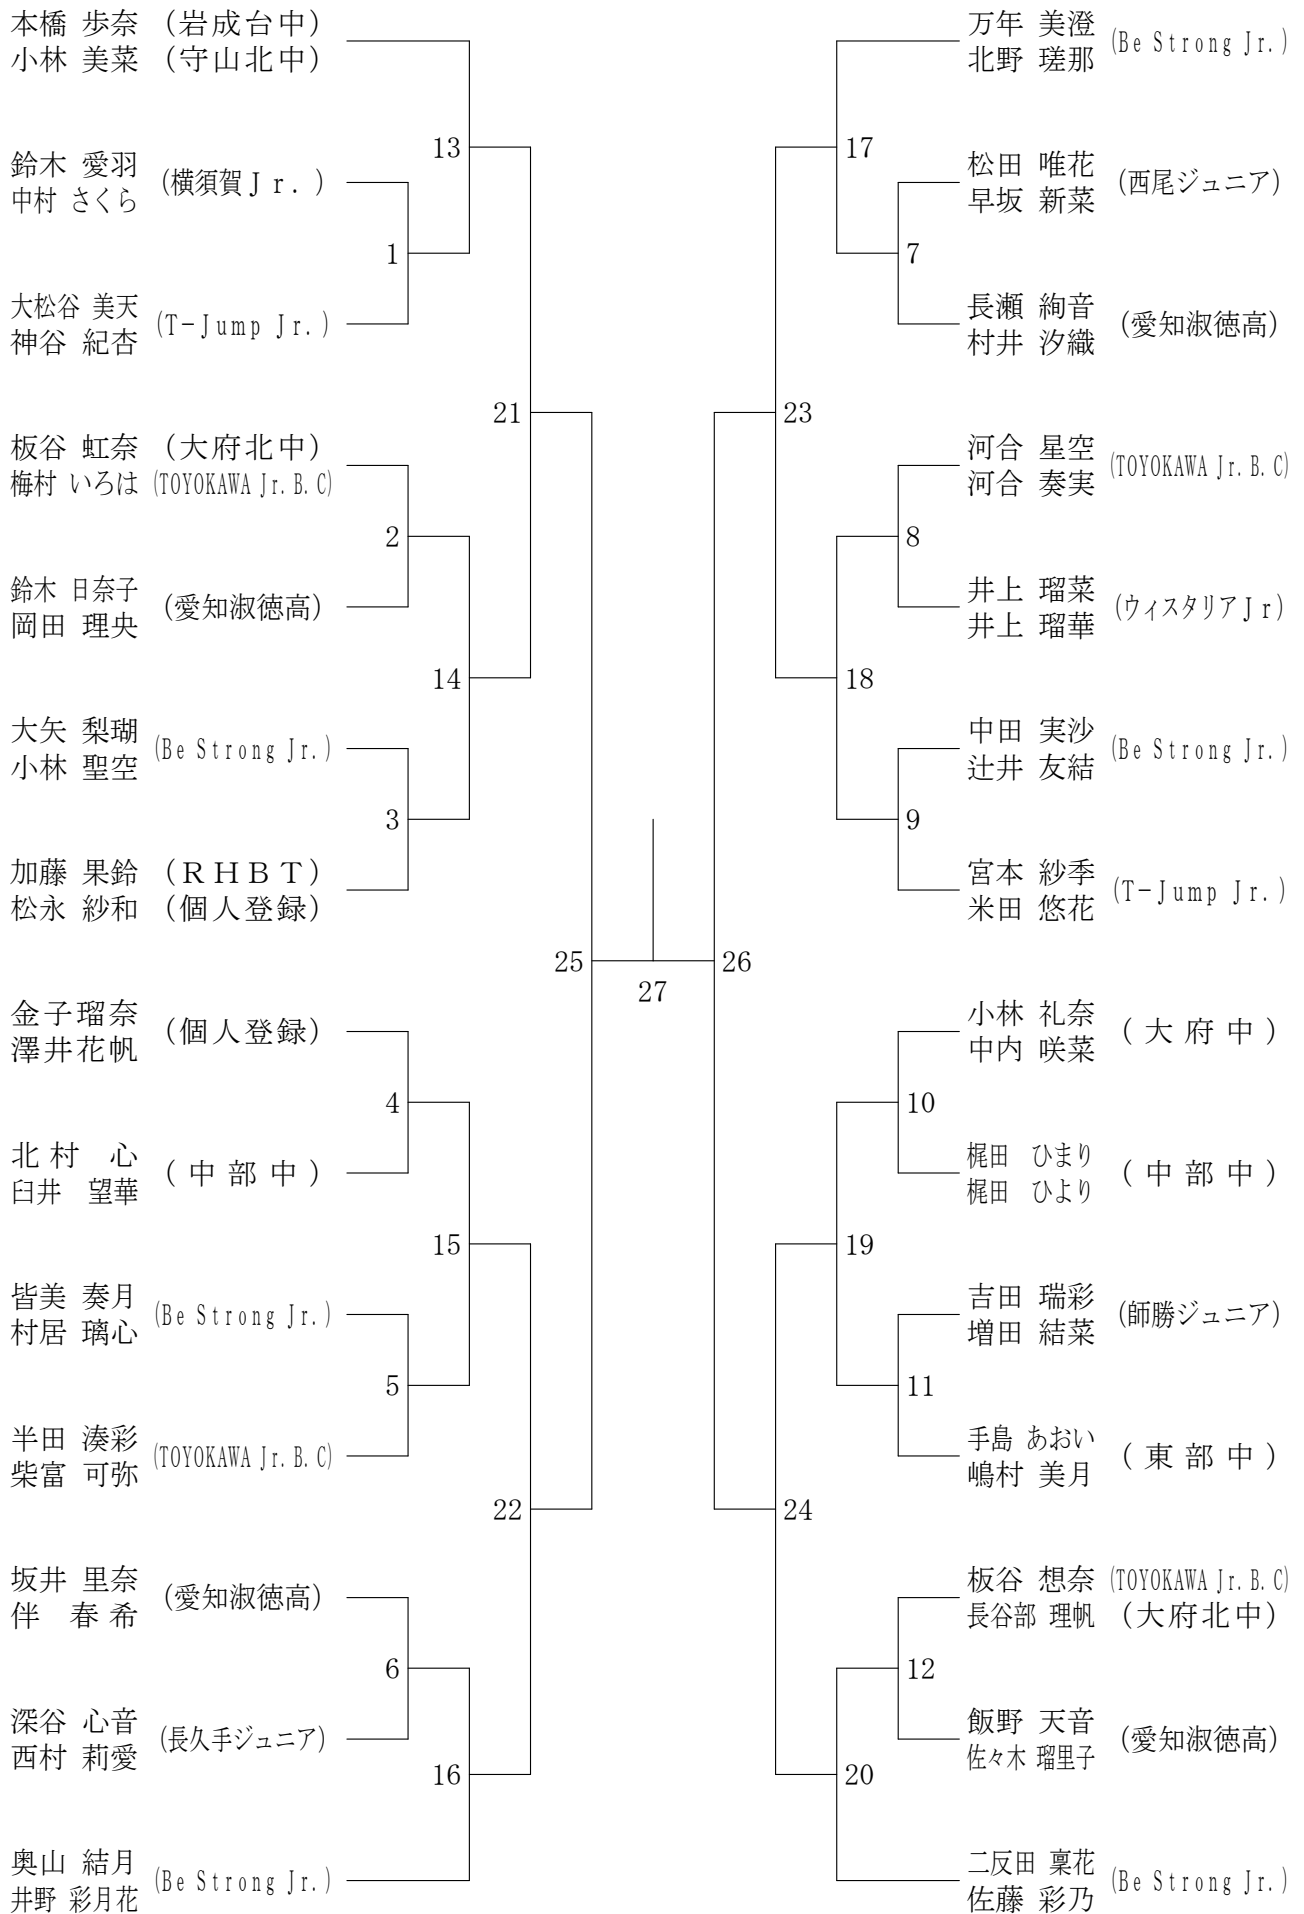 本橋 歩奈 (岩成台中)
小林 美菜 (守山北中)
13
鈴木 愛羽 (横須賀Jr.)
中村 さくら
1
大松谷 美天 (T-Jump Jr.)
神谷 紀杏
21
板谷 虹奈 (大府北中)
梅村 いろは (TOYOKAWA Jr.B.C)
2
鈴木 日奈子 (愛知淑徳高)
岡田 理央
14
大矢 梨瑚 (Be Strong Jr.)
小林 聖空
3
加藤 果鈴 (RHBT)
松永 紗和 (個人登録)
25
金子瑠奈 (個人登録)
澤井花帆
4
北村 心 (中部中)
臼井 望華
15
皆美 奏月 (Be Strong Jr.)
村居 璃心
5
半田 湊彩 (TOYOKAWA Jr.B.C)
柴富 可弥
22
坂井 里奈 (愛知淑徳高)
伴 春希
6
深谷 心音 (長久手ジュニア)
西村 莉愛
16
奥山 結月 (Be Strong Jr.)
井野 彩月花
27
万年 美澄 (Be Strong Jr.)
北野 瑳那
17
松田 唯花 (西尾ジュニア)
早坂 新菜
7
長瀬 絢音 (愛知淑徳高)
村井 汐織
23
河合 星空 (TOYOKAWA Jr.B.C)
河合 奏実
8
井上 瑠菜 (ウィスタリアJr)
井上 瑠華
18
中田 実沙 (Be Strong Jr.)
辻井 友結
9
宮本 紗季 (T-Jump Jr.)
米田 悠花
26
小林 礼奈 (大府中)
中内 咲菜
10
梶田 ひまり (中部中)
梶田 ひより
19
吉田 瑞彩 (師勝ジュニア)
増田 結菜
11
手島 あおい (東部中)
嶋村 美月
24
板谷 想奈 (TOYOKAWA Jr.B.C)
長谷部 理帆 (大府北中)
12
飯野 天音 (愛知淑徳高)
佐々木 瑠里子
20
二反田 稟花 (Be Strong Jr.)
佐藤 彩乃